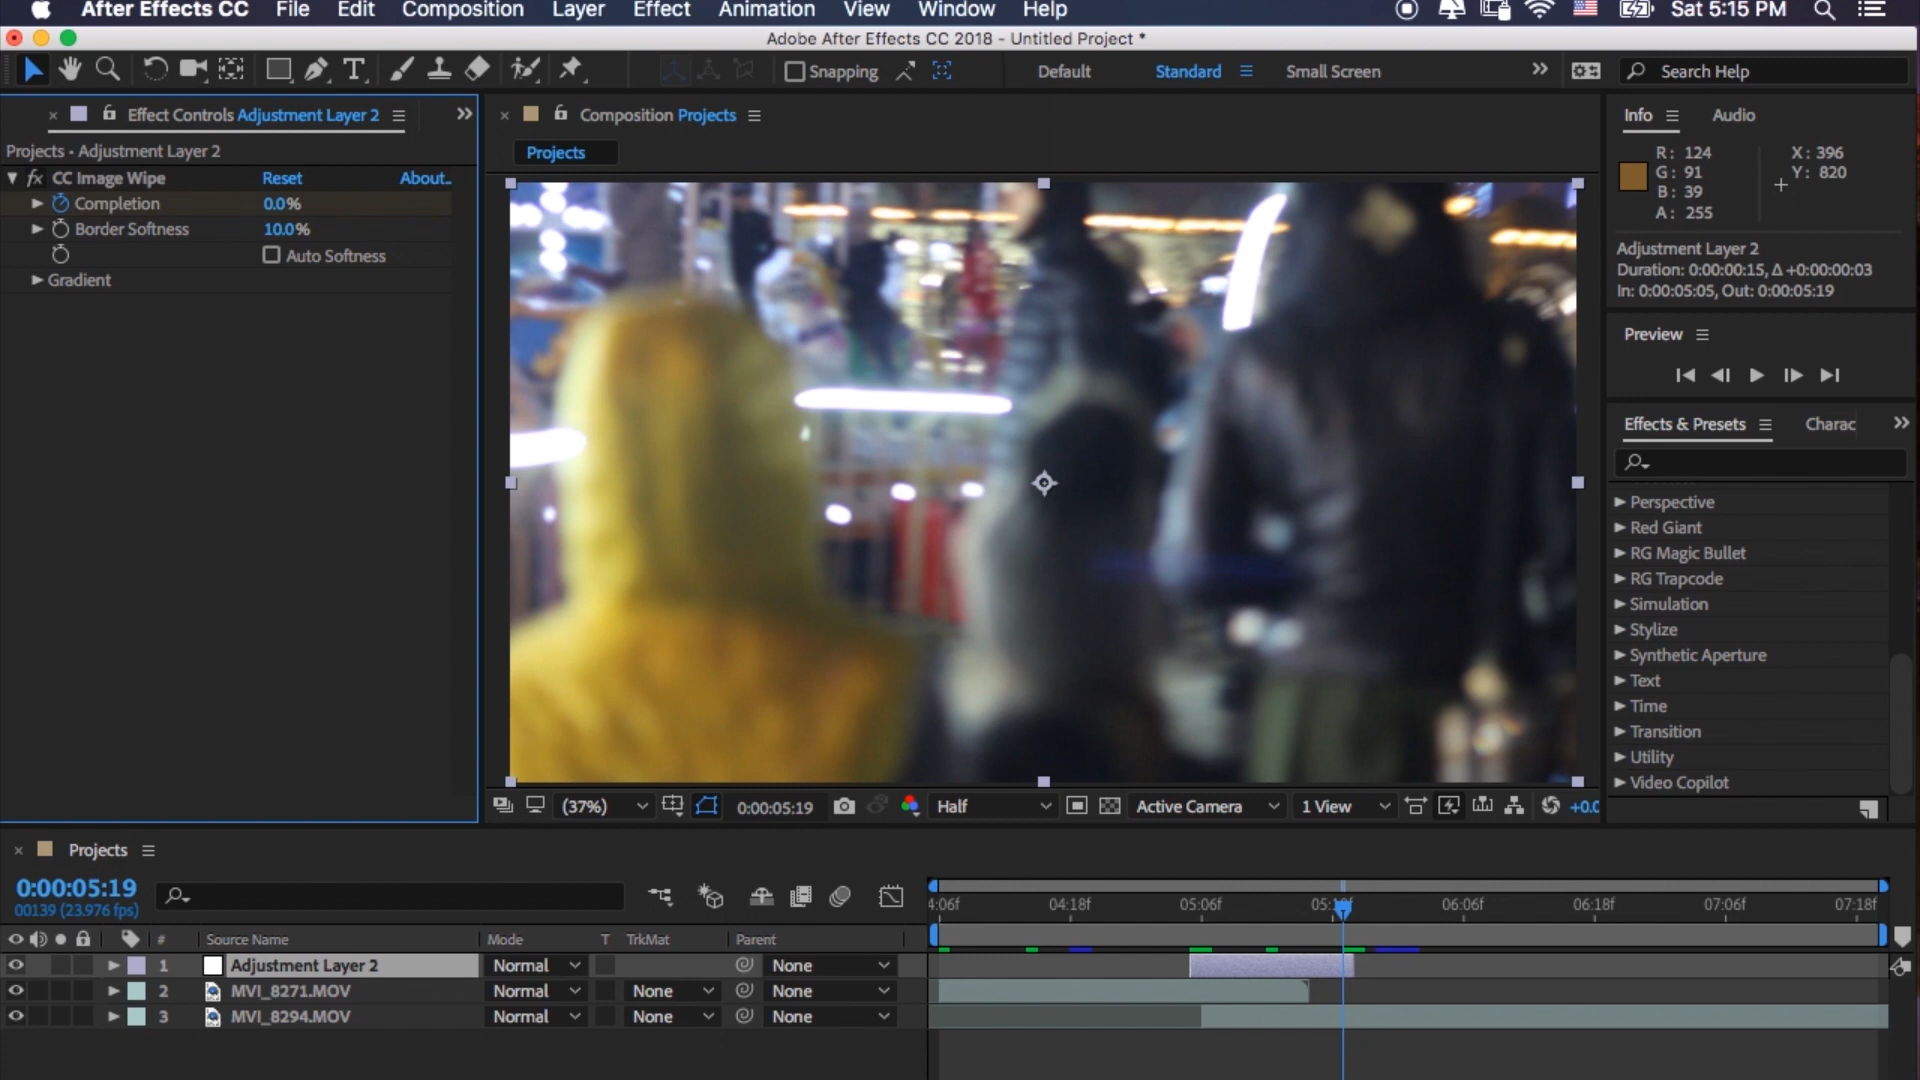 After Effects CC File Edit Composition Layer Effect Animation View Window Help Sat 5:15 PM
Adobe After Effects CC 2018 - Untitled Project *
T Snapping Default Standard Small Screen Search Help
Effect Controls Adjustment Layer 2
Composition Projects
Info Audio
Projects • Adjustment Layer 2
Projects
R: 124 X: 396
G: 91 Y: 820
B: 39
A: 255
fx CC Image Wipe Reset About..
Completion 0.0%
Border Softness 10.0%
Auto Softness
Gradient
Adjustment Layer 2
Duration: 0:00:00:15, Δ +0:00:00:03
In: 0:00:05:05, Out: 0:00:05:19
Preview
Effects & Presets Charac
Perspective
Red Giant
RG Magic Bullet
RG Trapcode
Simulation
Stylize
Synthetic Aperture
Text
Time
Transition
Utility
Video Copilot
(37%) 0:00:05:19 Half Active Camera 1 View +0.0
Projects
0:00:05:19
00139 (23.976 fps)
4:06f 04:18f 05:06f 05:1 06:06f 06:18f 07:06f 07:18f
# Source Name Mode T TrkMat Parent
1 Adjustment Layer 2 Normal None
2 MVI_8271.MOV Normal None None
3 MVI_8294.MOV Normal None None